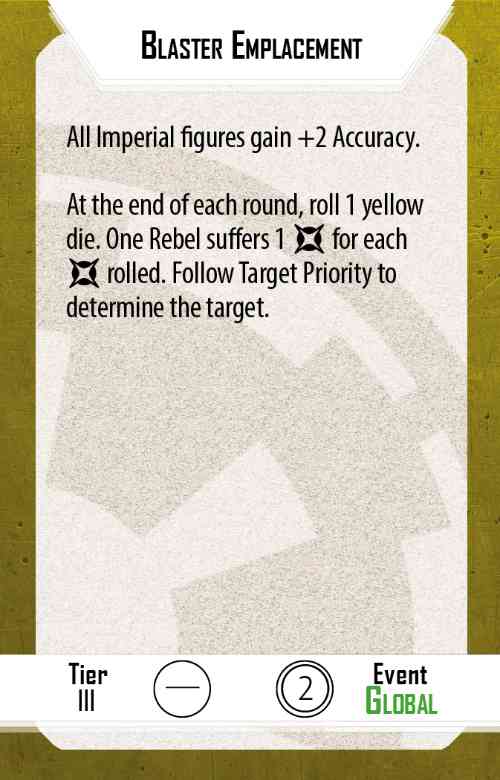 Blaster Emplacement
All Imperial figures gain +2 Accuracy.
At the end of each round, roll 1 yellow
die. One Rebel suffers 1 for each
rolled. Follow Target Priority to
determine the target.
Tier
III
—
2
Event
Global